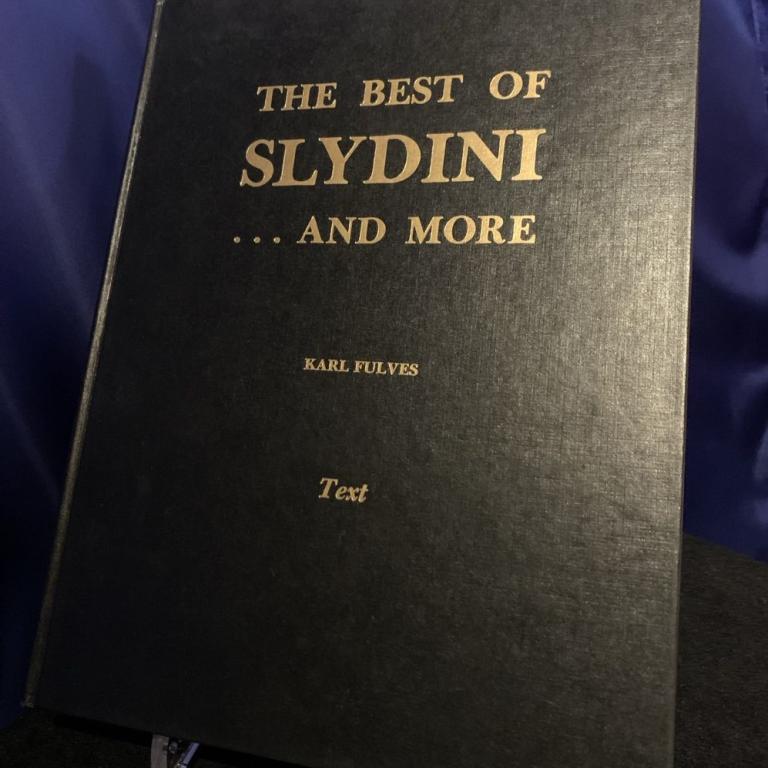 THE BEST OF
SLYDINI
... AND MORE
KARL FULVES
Text